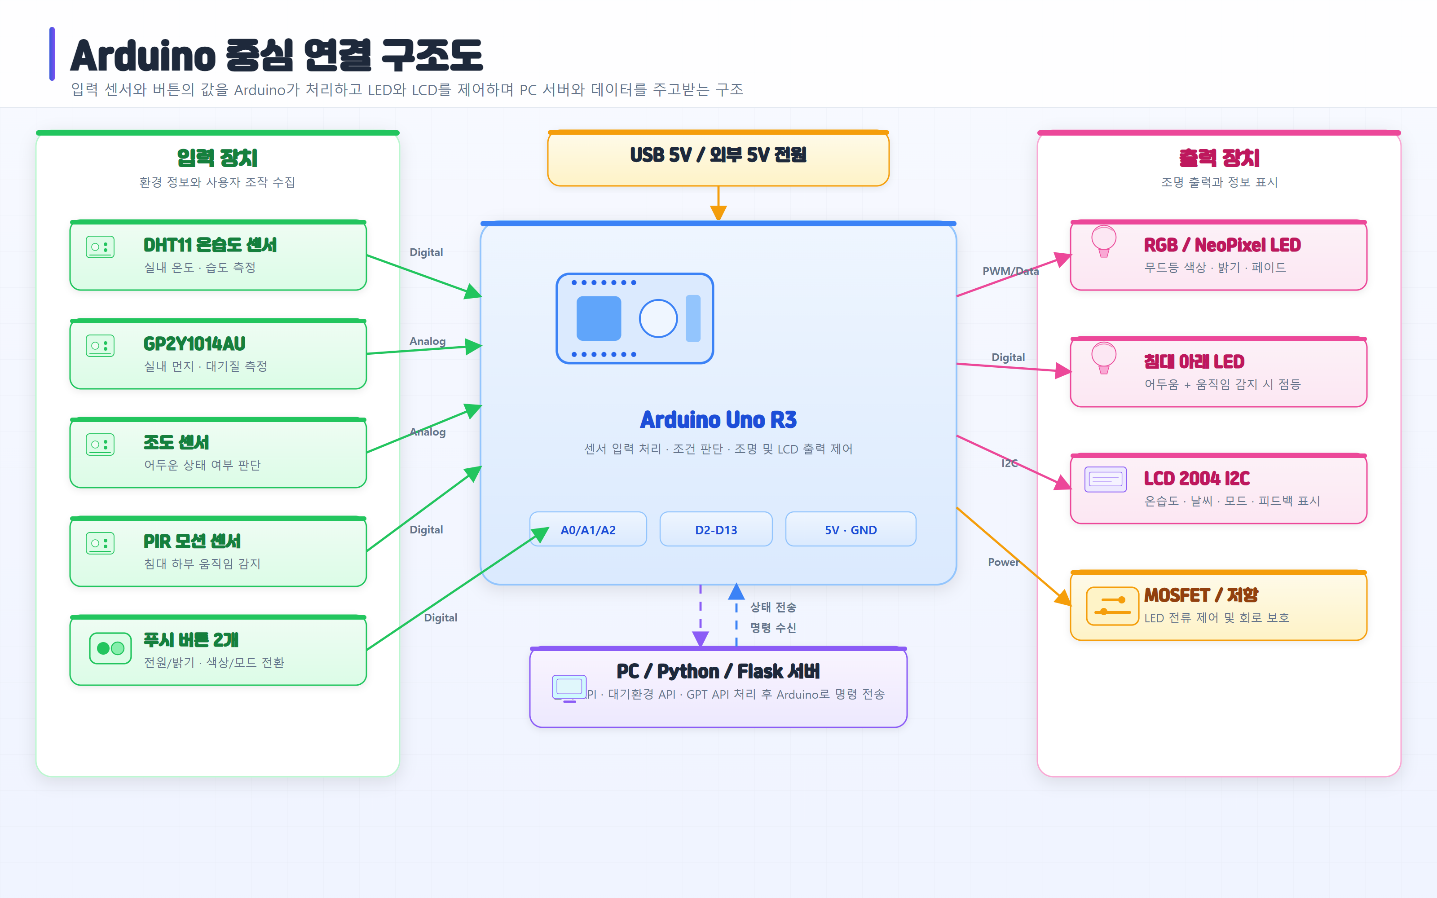 Arduino 중심 연결 구조도
입력 센서와 버튼의 값을 Arduino가 처리하고 LED와 LCD를 제어하며 PC 서버와 데이터를 주고받는 구조
입력 장치
환경 정보와 사용자 조작 수집
DHT11 온습도 센서
실내 온도 · 습도 측정
GP2Y1014AU
실내 먼지 · 대기질 측정
조도 센서
어두운 상태 여부 판단
PIR 모션 센서
침대 하부 움직임 감지
푸시 버튼 2개
전원/밝기 · 색상/모드 전환
Digital
Analog
Analog
Digital
Digital
USB 5V / 외부 5V 전원
Arduino Uno R3
센서 입력 처리 · 조건 판단 · 조명 및 LCD 출력 제어
A0/A1/A2
D2-D13
5V · GND
상태 전송
명령 수신
PC / Python / Flask 서버
PI · 대기환경 API · GPT API 처리 후 Arduino로 명령 전송
PWM/Data
Digital
I2C
Power
출력 장치
조명 출력과 정보 표시
RGB / NeoPixel LED
무드등 색상 · 밝기 · 페이드
침대 아래 LED
어두움 + 움직임 감지 시 점등
LCD 2004 I2C
온습도 · 날씨 · 모드 · 피드백 표시
MOSFET / 저항
LED 전류 제어 및 회로 보호